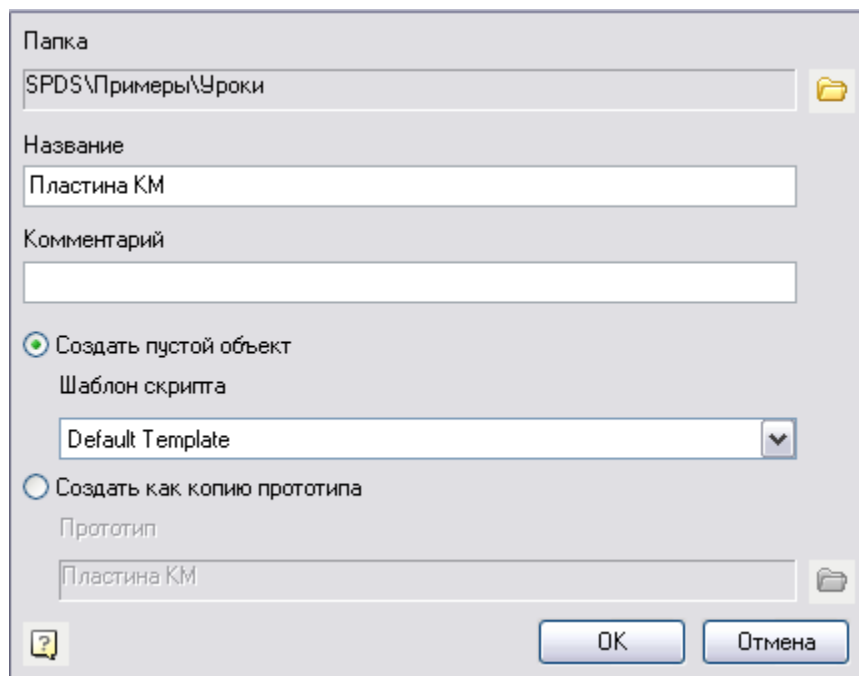 Папка
SPDS\Примеры\Уроки
Название
Пластина КМ
Комментарий
Создать пустой объект
Шаблон скрипта
Default Template
Создать как копию прототипа
Прототип
Пластина КМ
?
ОК
Отмена